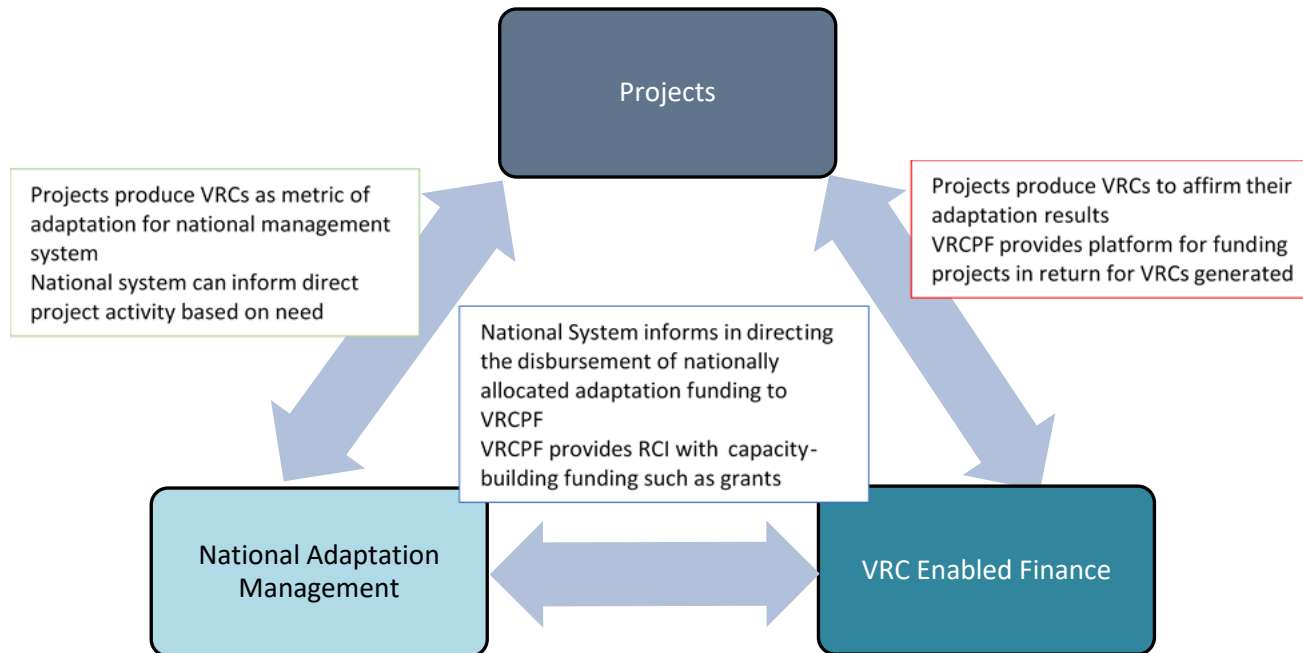 Projects
Projects produce VRCs as metric of
adaptation for national management
system
National system can inform direct
project activity based on need
Projects produce VRCs to affirm their
adaptation results
VRCPF provides platform for funding
projects in return for VRCs generated
National System informs in directing
the disbursement of nationally
allocated adaptation funding to
VRCPF
VRCPF provides RCI with capacity-
building funding such as grants
National Adaptation
Management
VRC Enabled Finance